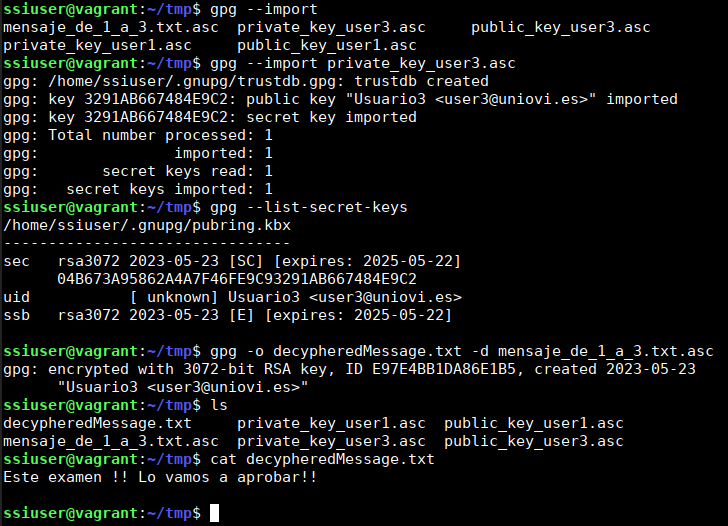 ssiuser@vagrant:~/tmp$ gpg --import
mensaje_de_1_a_3.txt.asc  private_key_user3.asc     public_key_user3.asc
private_key_user1.asc     public_key_user1.asc
ssiuser@vagrant:~/tmp$ gpg --import private_key_user3.asc
gpg: /home/ssiuser/.gnupg/trustdb.gpg: trustdb created
gpg: key 3291AB667484E9C2: public key "Usuario3 <user3@uniovi.es>" imported
gpg: key 3291AB667484E9C2: secret key imported
gpg: Total number processed: 1
gpg:               imported: 1
gpg:       secret keys read: 1
gpg:   secret keys imported: 1
ssiuser@vagrant:~/tmp$ gpg --list-secret-keys
/home/ssiuser/.gnupg/pubring.kbx
--------------------------------
sec   rsa3072 2023-05-23 [SC] [expires: 2025-05-22]
      04B673A95862A4A7F46FE9C93291AB667484E9C2
uid           [ unknown] Usuario3 <user3@uniovi.es>
ssb   rsa3072 2023-05-23 [E] [expires: 2025-05-22]
ssiuser@vagrant:~/tmp$ gpg -o decypheredMessage.txt -d mensaje_de_1_a_3.txt.asc
gpg: encrypted with 3072-bit RSA key, ID E97E4BB1DA86E1B5, created 2023-05-23
      "Usuario3 <user3@uniovi.es>"
ssiuser@vagrant:~/tmp$ ls
decypheredMessage.txt     private_key_user1.asc  public_key_user1.asc
mensaje_de_1_a_3.txt.asc  private_key_user3.asc  public_key_user3.asc
ssiuser@vagrant:~/tmp$ cat decypheredMessage.txt
Este examen !! Lo vamos a aprobar!!
ssiuser@vagrant:~/tmp$